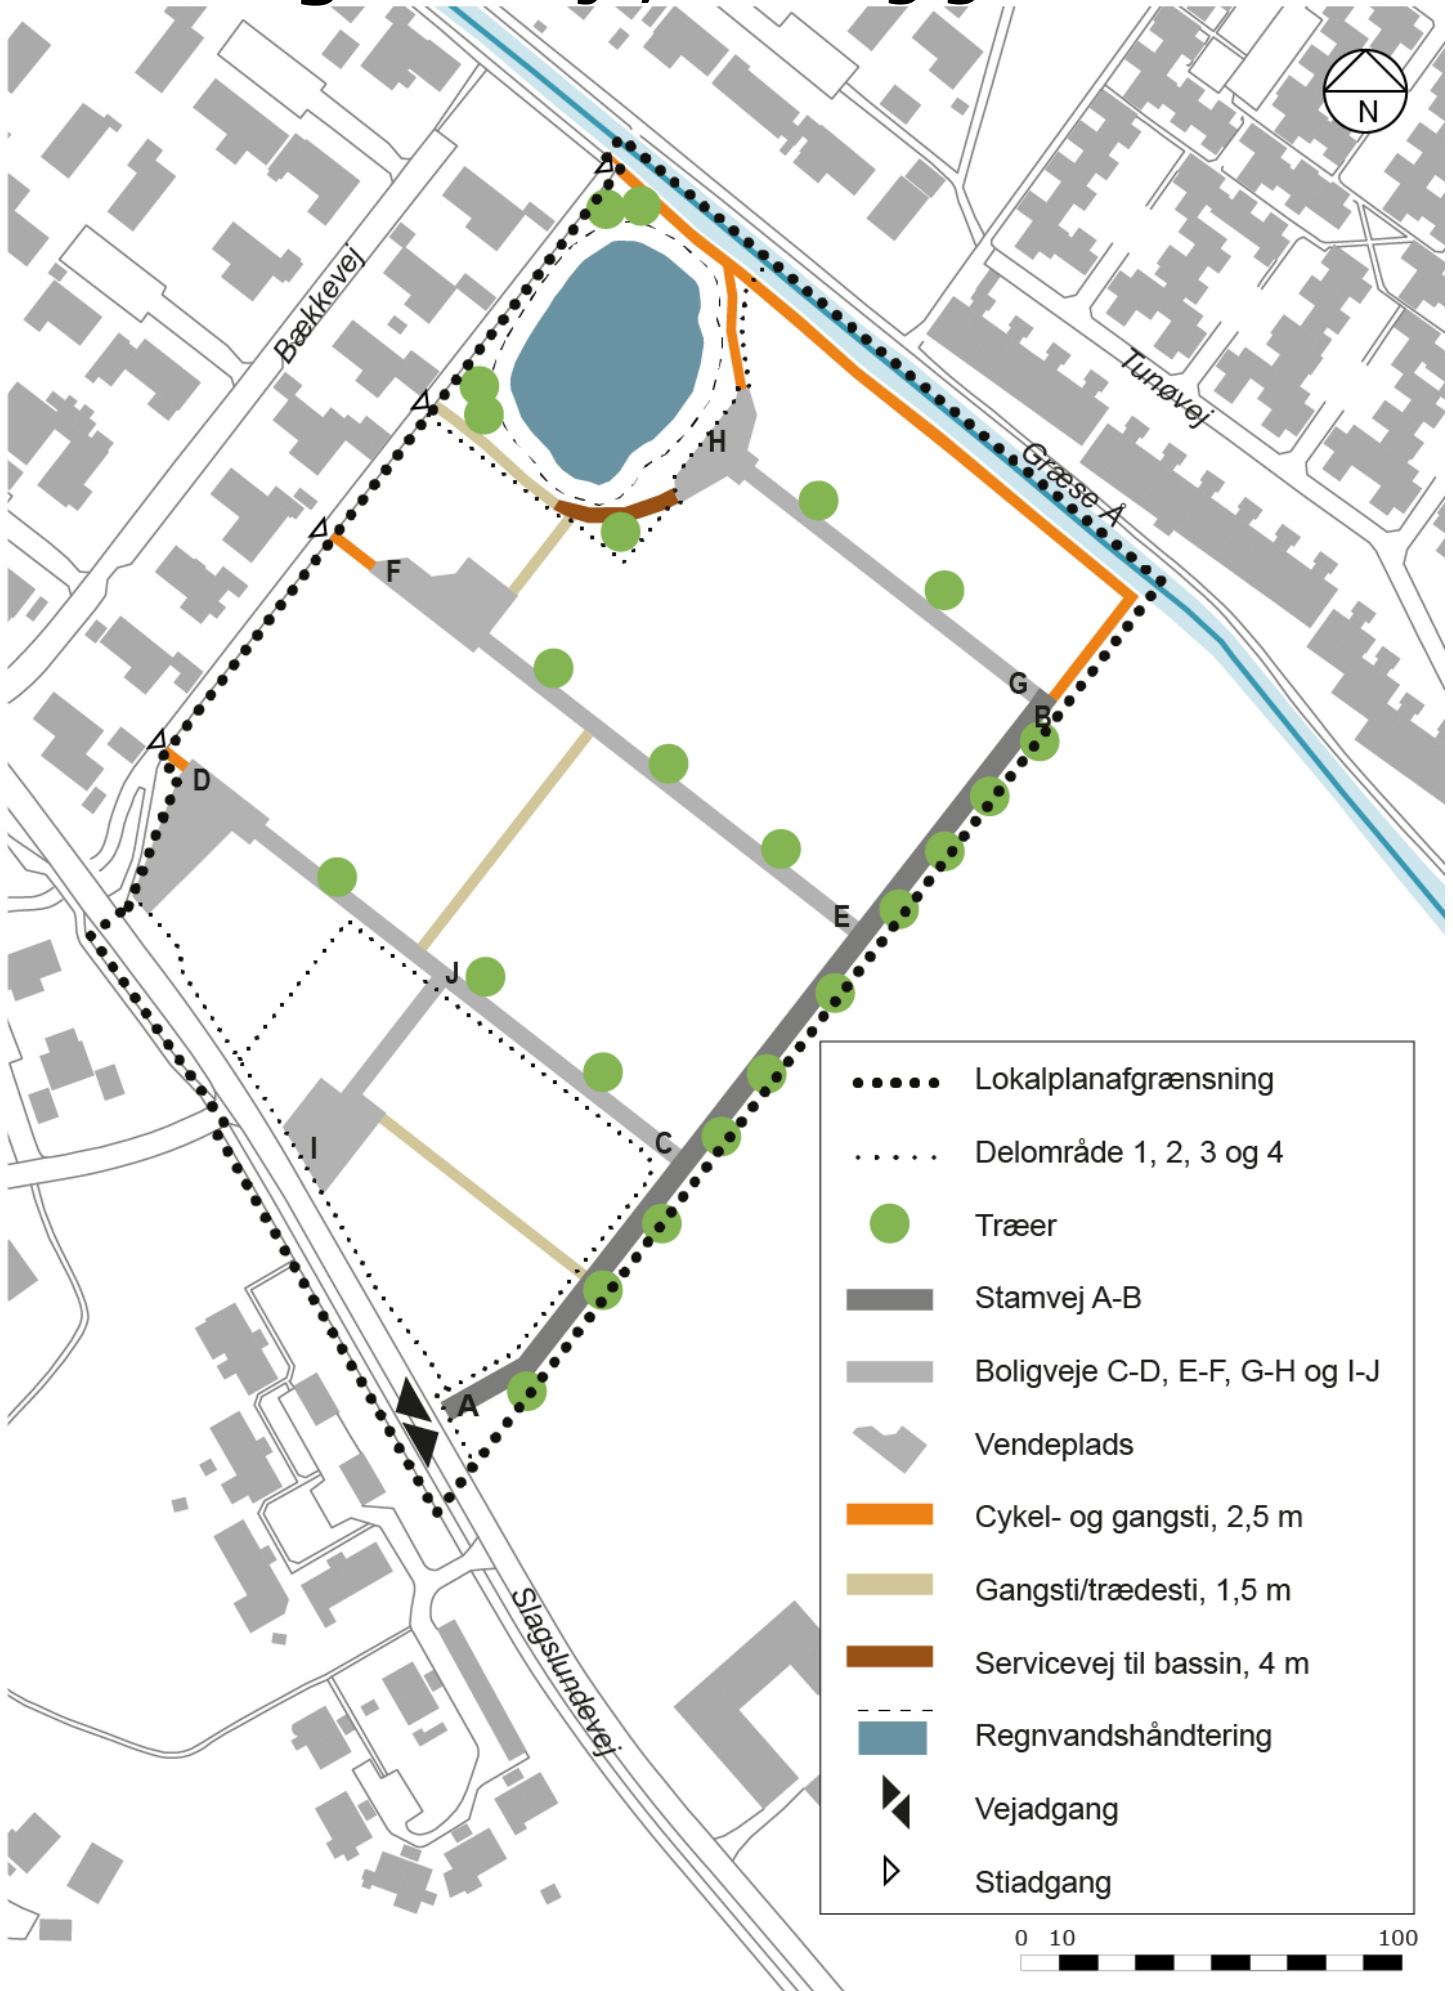 N
Bækkevej
Tunøvej
Græse Å
H
F
G
B
D
E
J
C
I
A
Slagslundevej
Lokalplanafgrænsning
Delområde 1, 2, 3 og 4
Træer
Stamvej A-B
Boligveje C-D, E-F, G-H og I-J
Vendeplads
Cykel- og gangsti, 2,5 m
Gangsti/trædesti, 1,5 m
Servicevej til bassin, 4 m
Regnvandshåndtering
Vejadgang
Stiadgang
0 10 100